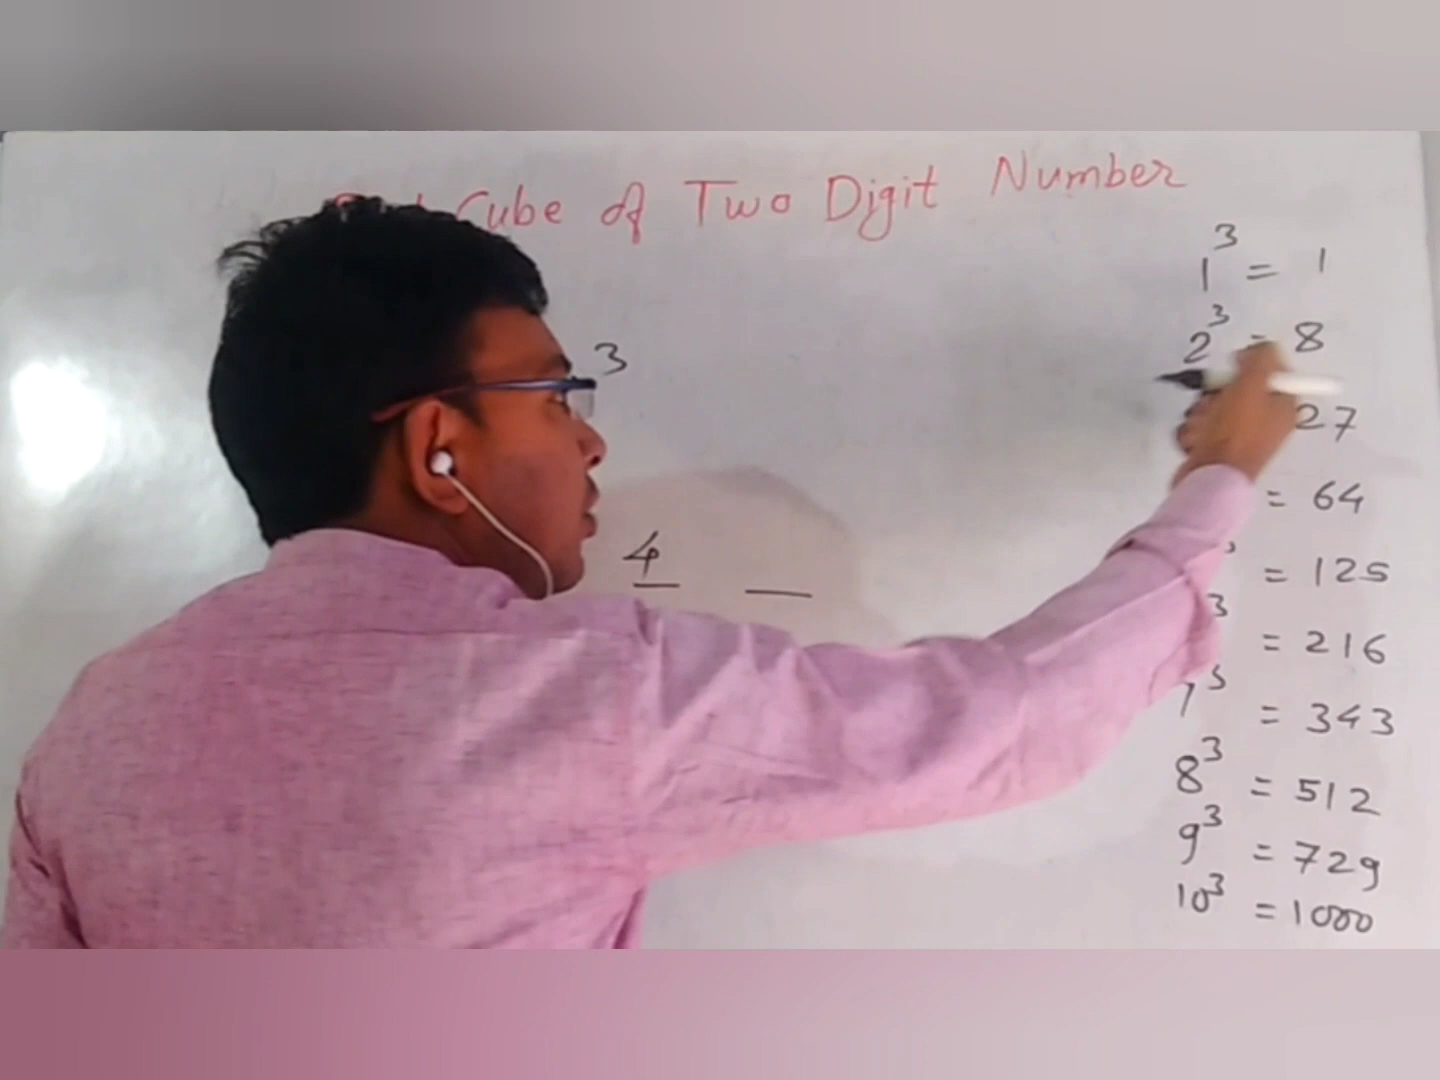 Cube of Two Digit Number
1³ = 1
2³ = 8
3
27
= 64
4
= 125
3
= 216
= 343
8³ = 512
9³ = 729
10³ = 1000